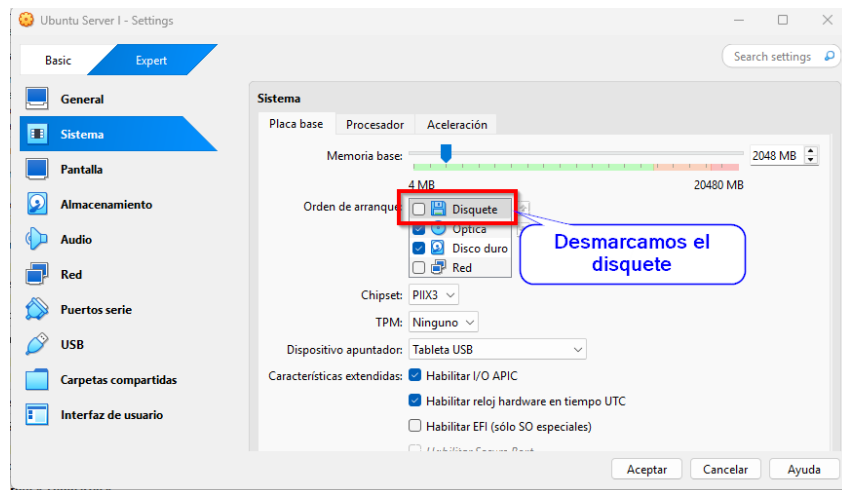 Ubuntu Server I - Settings
Basic Expert Search settings
General
Sistema
Pantalla
Almacenamiento
Audio
Red
Puertos serie
USB
Carpetas compartidas
Interfaz de usuario
Sistema
Placa base Procesador Aceleración
Memoria base: 2048 MB
4 MB 20480 MB
Orden de arranque: Disquete
Óptica
Disco duro
Red
Desmarcamos el
disquete
Chipset: PIIX3
TPM: Ninguno
Dispositivo apuntador: Tableta USB
Características extendidas: Habilitar I/O APIC
Habilitar reloj hardware en tiempo UTC
Habilitar EFI (sólo SO especiales)
Aceptar Cancelar Ayuda